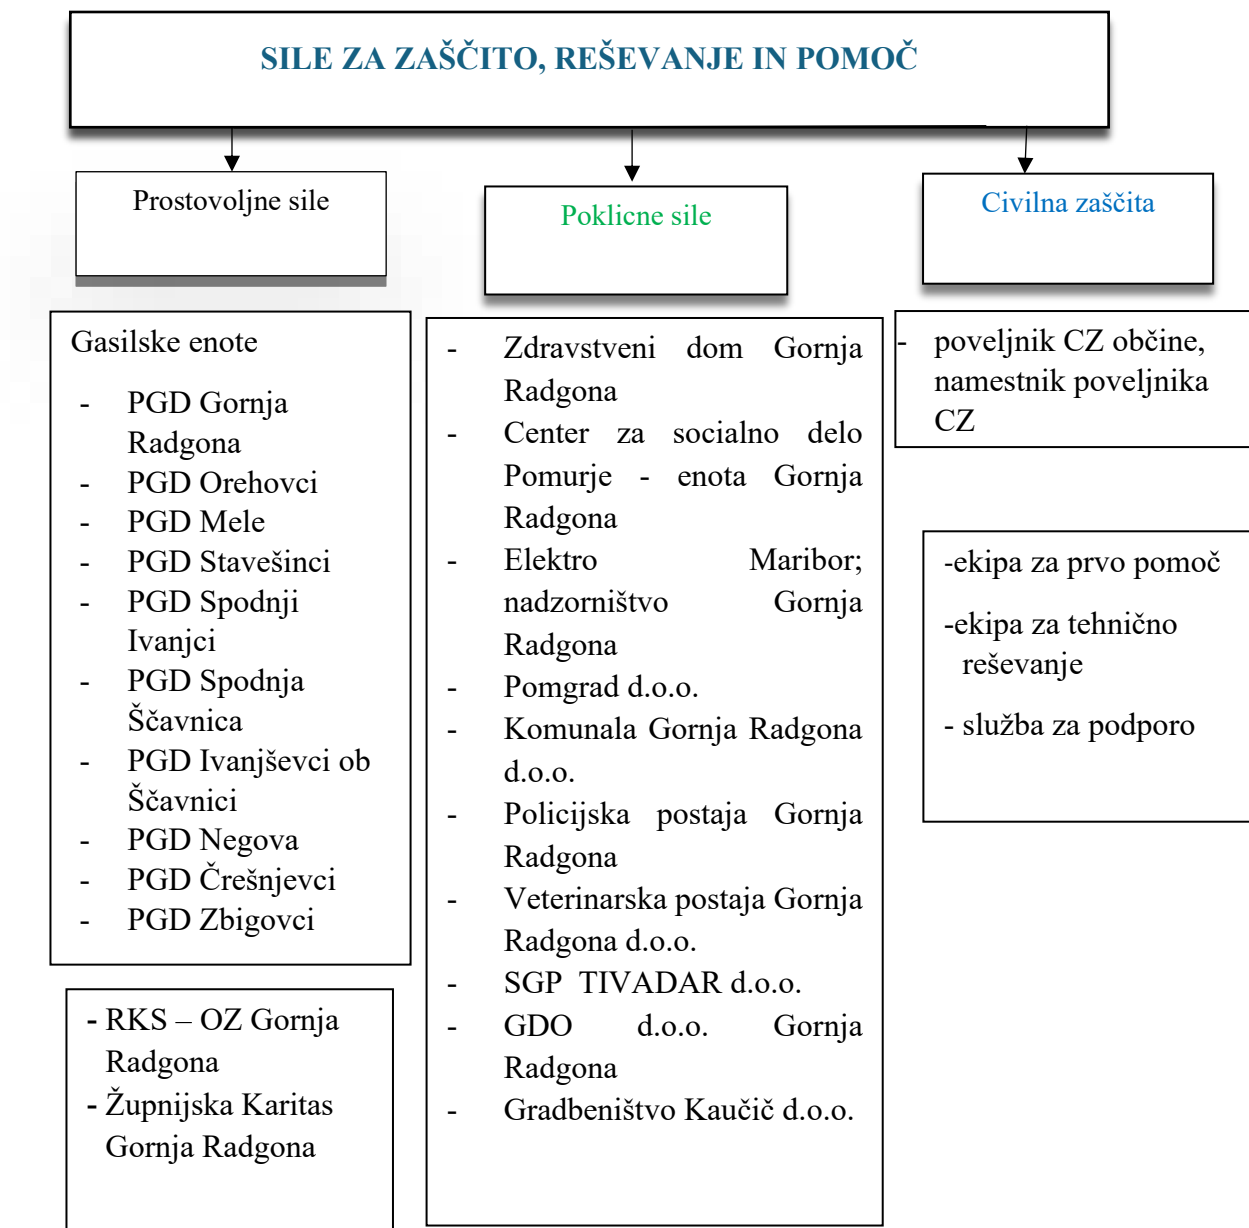 SILE ZA ZAŠČITO, REŠEVANJE IN POMOČ
Prostovoljne sile
Poklicne sile
Civilna zaščita
Gasilske enote
- PGD Gornja
Radgona
- PGD Orehovci
- PGD Mele
- PGD Stavešinci
- PGD Spodnji
Ivanjci
- PGD Spodnja
Ščavnica
- PGD Ivanjševci ob
Ščavnici
- PGD Negova
- PGD Črešnjevci
- PGD Zbigovci
- RKS – OZ Gornja
Radgona
- Župnijska Karitas
Gornja Radgona
- Zdravstveni dom Gornja
Radgona
- Center za socialno delo
Pomurje - enota Gornja
Radgona
- Elektro Maribor;
nadzorništvo Gornja
Radgona
- Pomgrad d.o.o.
- Komunala Gornja Radgona
d.o.o.
- Policijska postaja Gornja
Radgona
- Veterinarska postaja Gornja
Radgona d.o.o.
- SGP TIVADAR d.o.o.
- GDO d.o.o. Gornja
Radgona
- Gradbeništvo Kaučič d.o.o.
- poveljnik CZ občine,
namestnik poveljnika
CZ
-ekipa za prvo pomoč
-ekipa za tehnično
reševanje
- služba za podporo